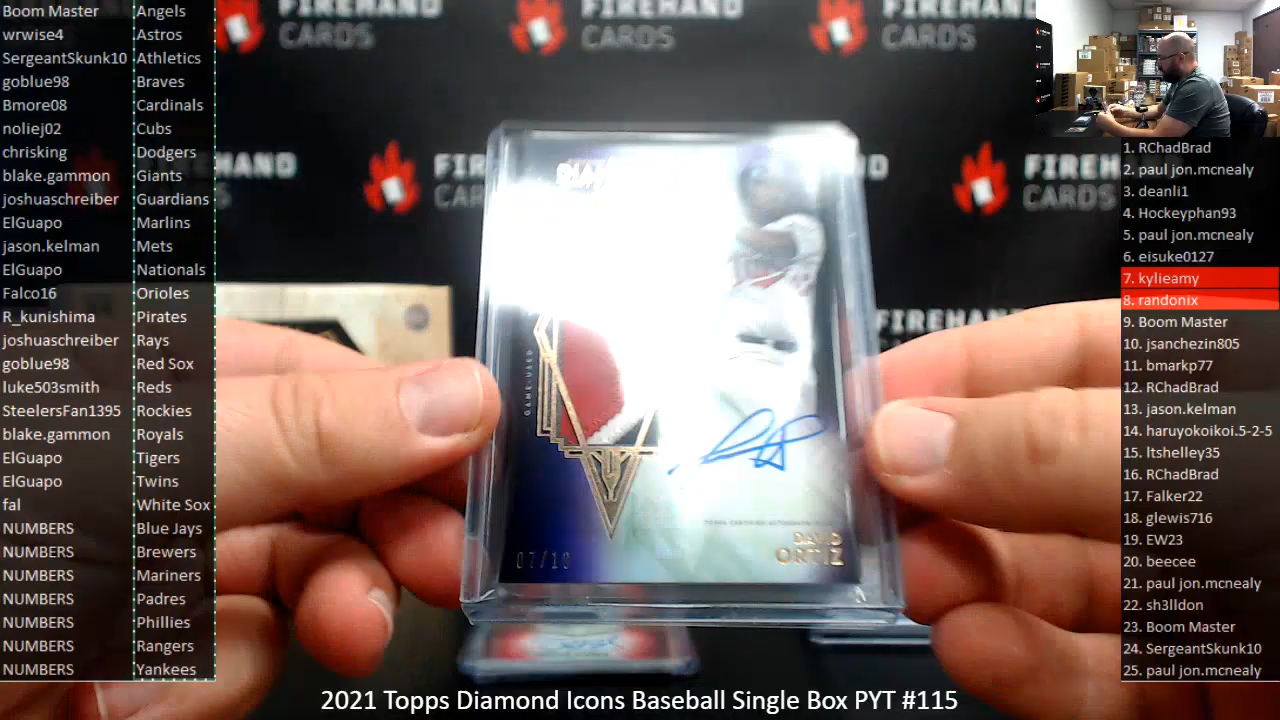 Boom Master Angels
wrwise4 Astros
SergeantSkunk10 Athletics
goblue98 Braves
Bmore08 Cardinals
noliej02 Cubs
chrisking Dodgers
blake.gammon Giants
joshuaschreiber Guardians
ElGuapo Marlins
jason.kelman Mets
ElGuapo Nationals
Falco16 Orioles
R_kunishima Pirates
joshuaschreiber Rays
goblue98 Red Sox
luke503smith Reds
SteelersFan1395 Rockies
blake.gammon Royals
ElGuapo Tigers
ElGuapo Twins
fal White Sox
NUMBERS Blue Jays
NUMBERS Brewers
NUMBERS Mariners
NUMBERS Padres
NUMBERS Phillies
NUMBERS Rangers
NUMBERS Yankees
FIREHAND
CARDS
FIREHAND
CARDS
FIREHAND
CARDS
FIREHAND
CARDS
GAME-USED
DAVID
ORTIZ
1. RChadBrad
2. paul jon.mcnealy
3. deanli1
4. Hockeyphan93
5. paul jon.mcnealy
6. eisuke0127
7. kylieamy
8. randonix
9. Boom Master
10. jsanchezin805
11. bmarkp77
12. RChadBrad
13. jason.kelman
14. haruyokoikoi.5-2-5
15. Itshelley35
16. RChadBrad
17. Falker22
18. glewis716
19. EW23
20. beecee
21. paul jon.mcnealy
22. sh3lldon
23. Boom Master
24. SergeantSkunk10
25. paul jon.mcnealy
2021 Topps Diamond Icons Baseball Single Box PYT #115